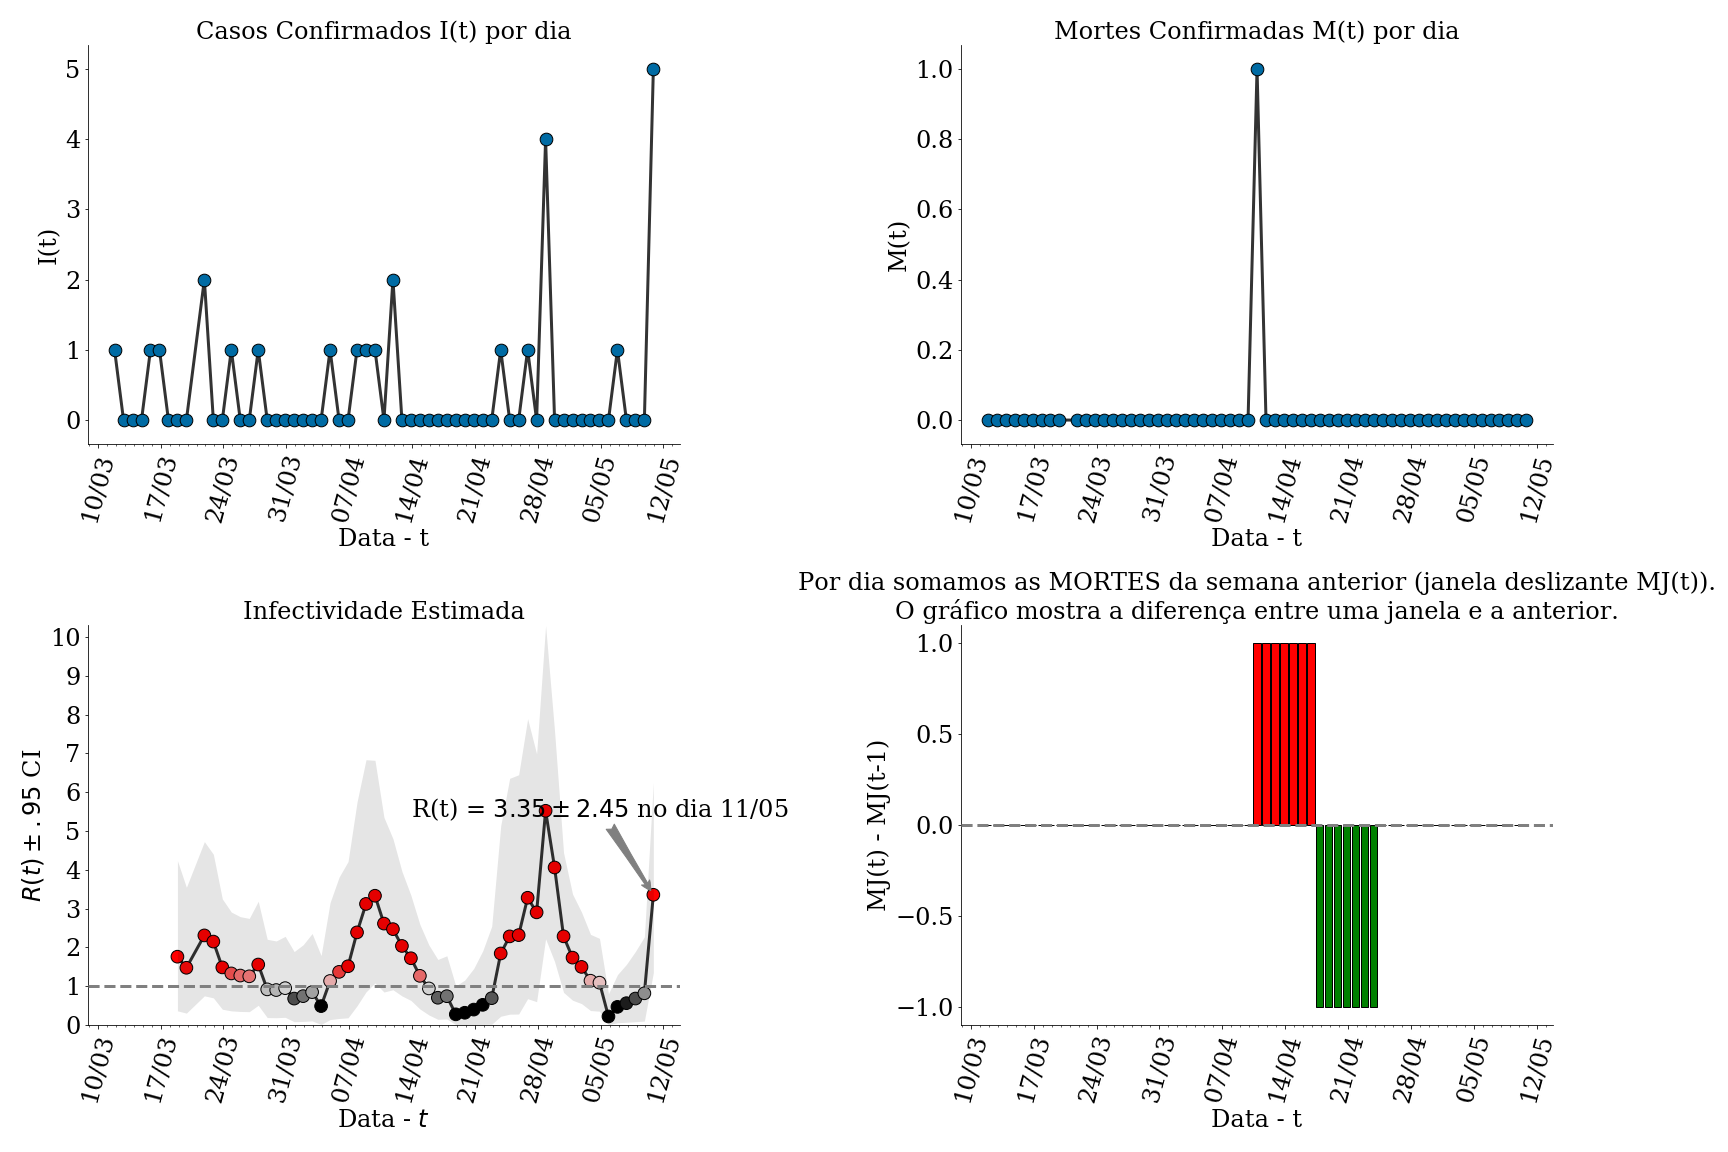 Casos Confirmados I(t) por dia
I(t)
5
4
3
2
1
0
10/03 17/03 24/03 31/03 07/04 14/04 21/04 28/04 05/05 12/05
Data - t
Mortes Confirmadas M(t) por dia
M(t)
1.0
0.8
0.6
0.4
0.2
0.0
10/03 17/03 24/03 31/03 07/04 14/04 21/04 28/04 05/05 12/05
Data - t
Infectividade Estimada
R(t) ± .95 CI
10
9
8
7
6
5
4
3
2
1
0
R(t) = 3.35 ± 2.45 no dia 11/05
10/03 17/03 24/03 31/03 07/04 14/04 21/04 28/04 05/05 12/05
Data - t
Por dia somamos as MORTES da semana anterior (janela deslizante MJ(t)).
O gráfico mostra a diferença entre uma janela e a anterior.
MJ(t) - MJ(t-1)
1.0
0.5
0.0
−0.5
−1.0
10/03 17/03 24/03 31/03 07/04 14/04 21/04 28/04 05/05 12/05
Data - t